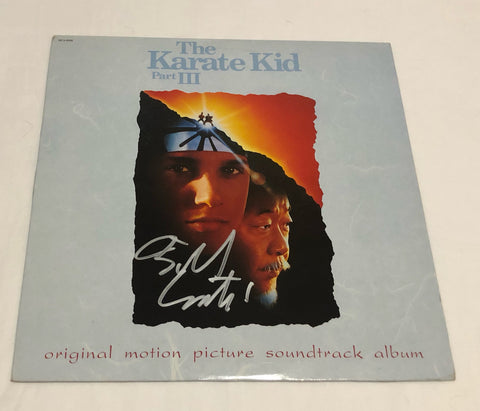 The
Karate Kid
Part III
original motion picture soundtrack album